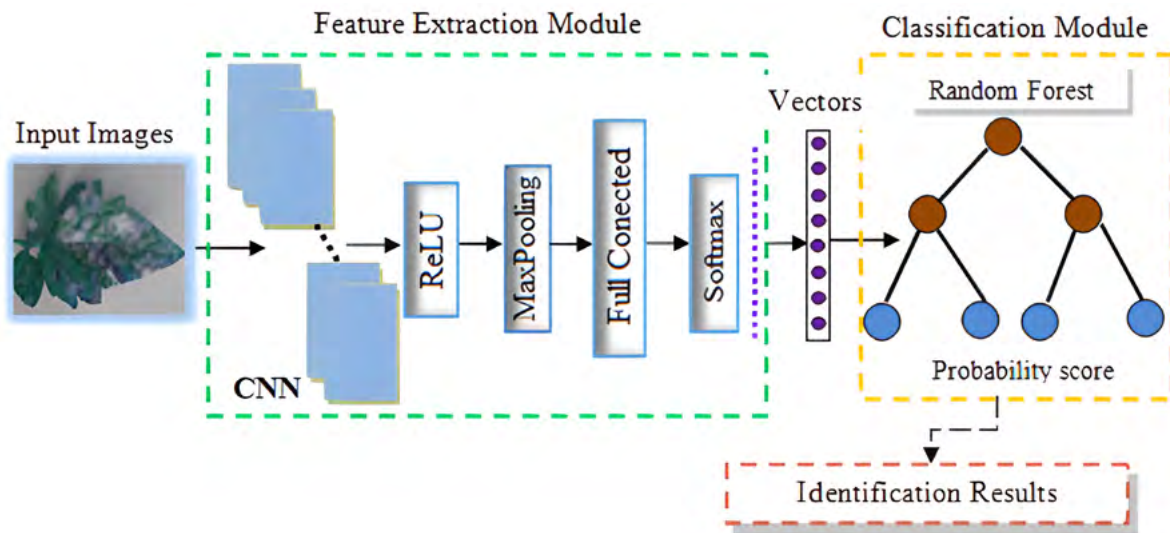 Feature Extraction Module
Classification Module
Input Images
Vectors
Random Forest
ReLU
MaxPooling
Full Conected
Softmax
CNN
Probability score
Identification Results